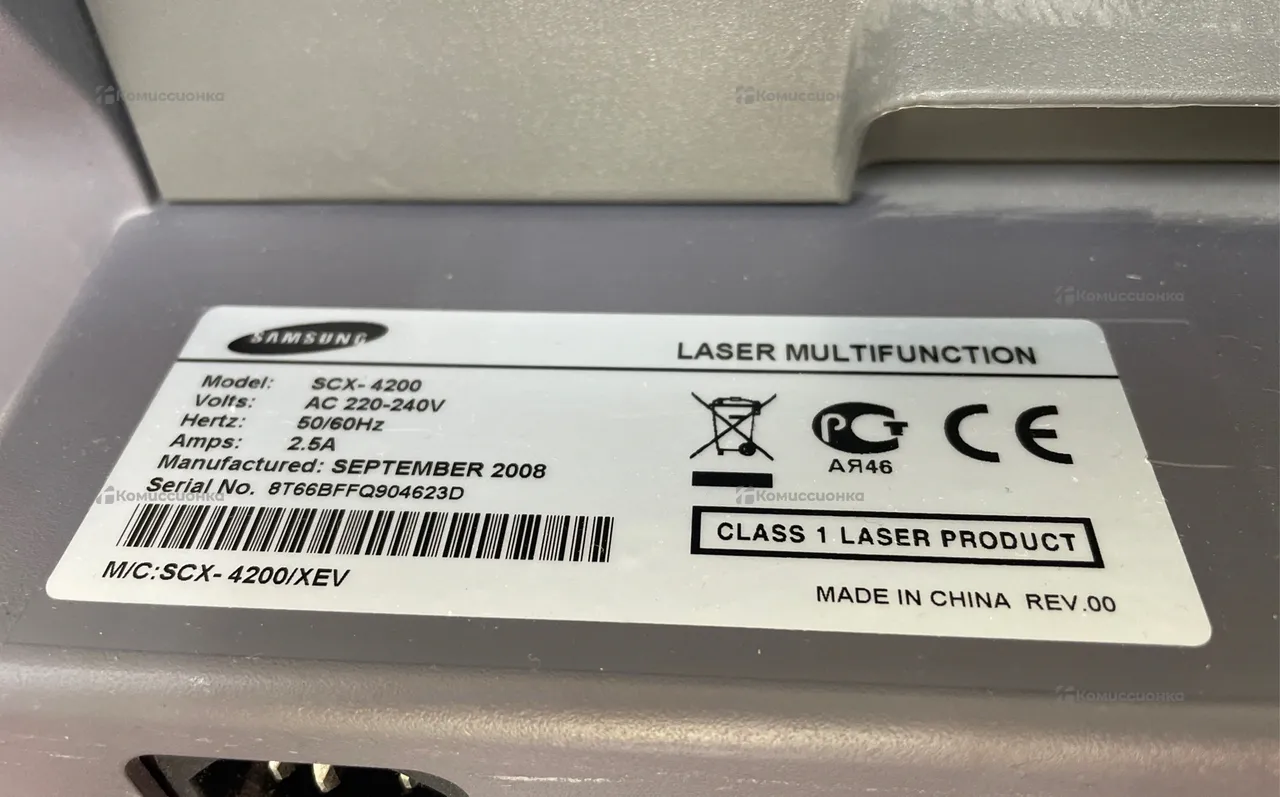 Комиссионка
Комиссионка
Комиссионка
SAMSUNG
LASER MULTIFUNCTION
Model: SCX- 4200
Volts: AC 220-240V
Hertz: 50/60Hz
Amps: 2.5A
Manufactured: SEPTEMBER 2008
Serial No. 8T66BFFQ904623D
Комиссионка
M/C:SCX- 4200/XEV
АЯ46
Комиссионка
CLASS 1 LASER PRODUCT
MADE IN CHINA REV.00
Комиссионка